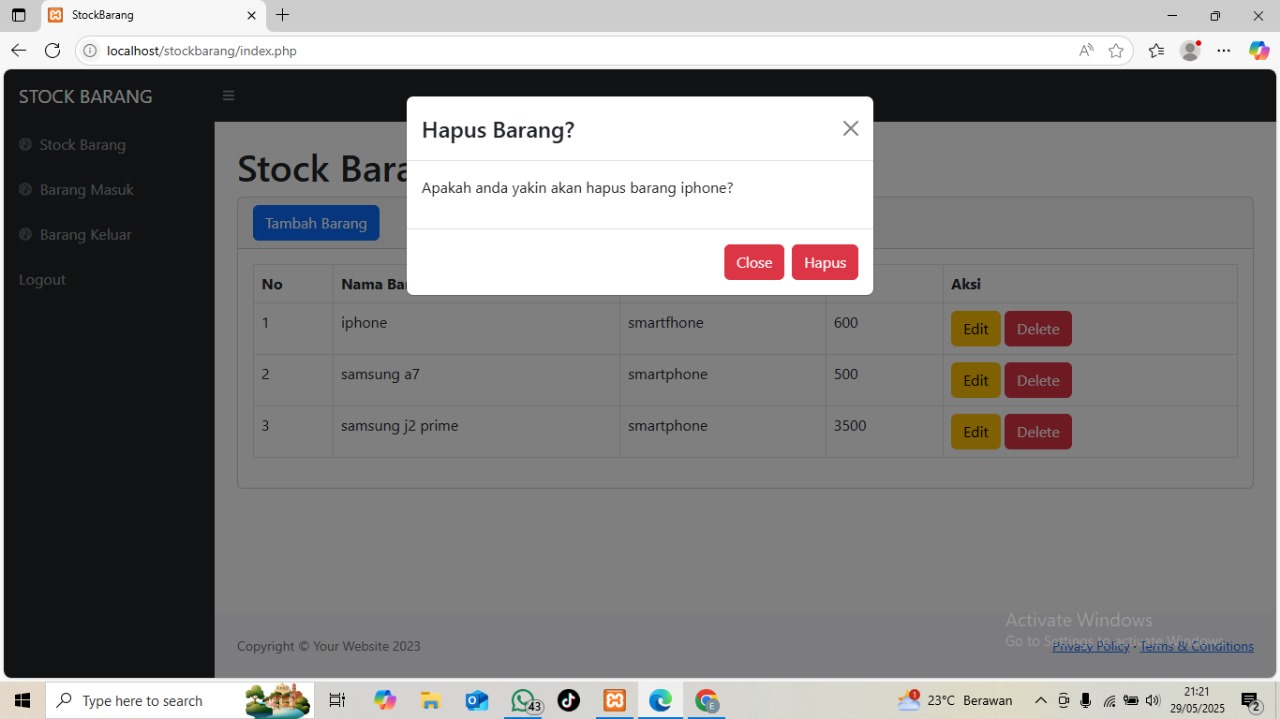 StockBarang
localhost/stockbarang/index.php
STOCK BARANG
Stock Barang
Barang Masuk
Barang Keluar
Logout
Hapus Barang?
Apakah anda yakin akan hapus barang iphone?
Close Hapus
Stock Bara
Tambah Barang
No Nama Ba Aksi
1 iphone smartfhone 600 Edit Delete
2 samsung a7 smartphone 500 Edit Delete
3 samsung j2 prime smartphone 3500 Edit Delete
Activate Windows
Go to Settings to activate Windows.
Copyright © Your Website 2023 Privacy Policy · Terms & Conditions
Type here to search 43 E 1 23°C Berawan 21:21
29/05/2025 2